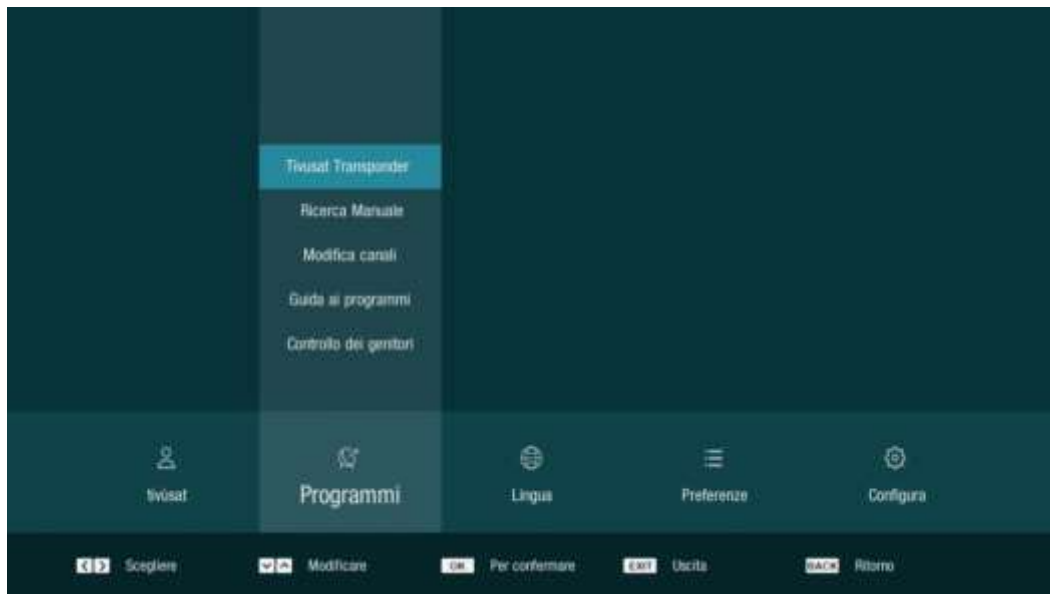 Tivusat Transponder
Ricerca Manuale
Modifica canali
Guida ai programmi
Controllo dei genitori
tivùsat
Programmi
Lingua
Preferenze
Configura
Scegliere
Modificare
OK
Per confermare
EXIT
Uscita
BACK
Ritorno